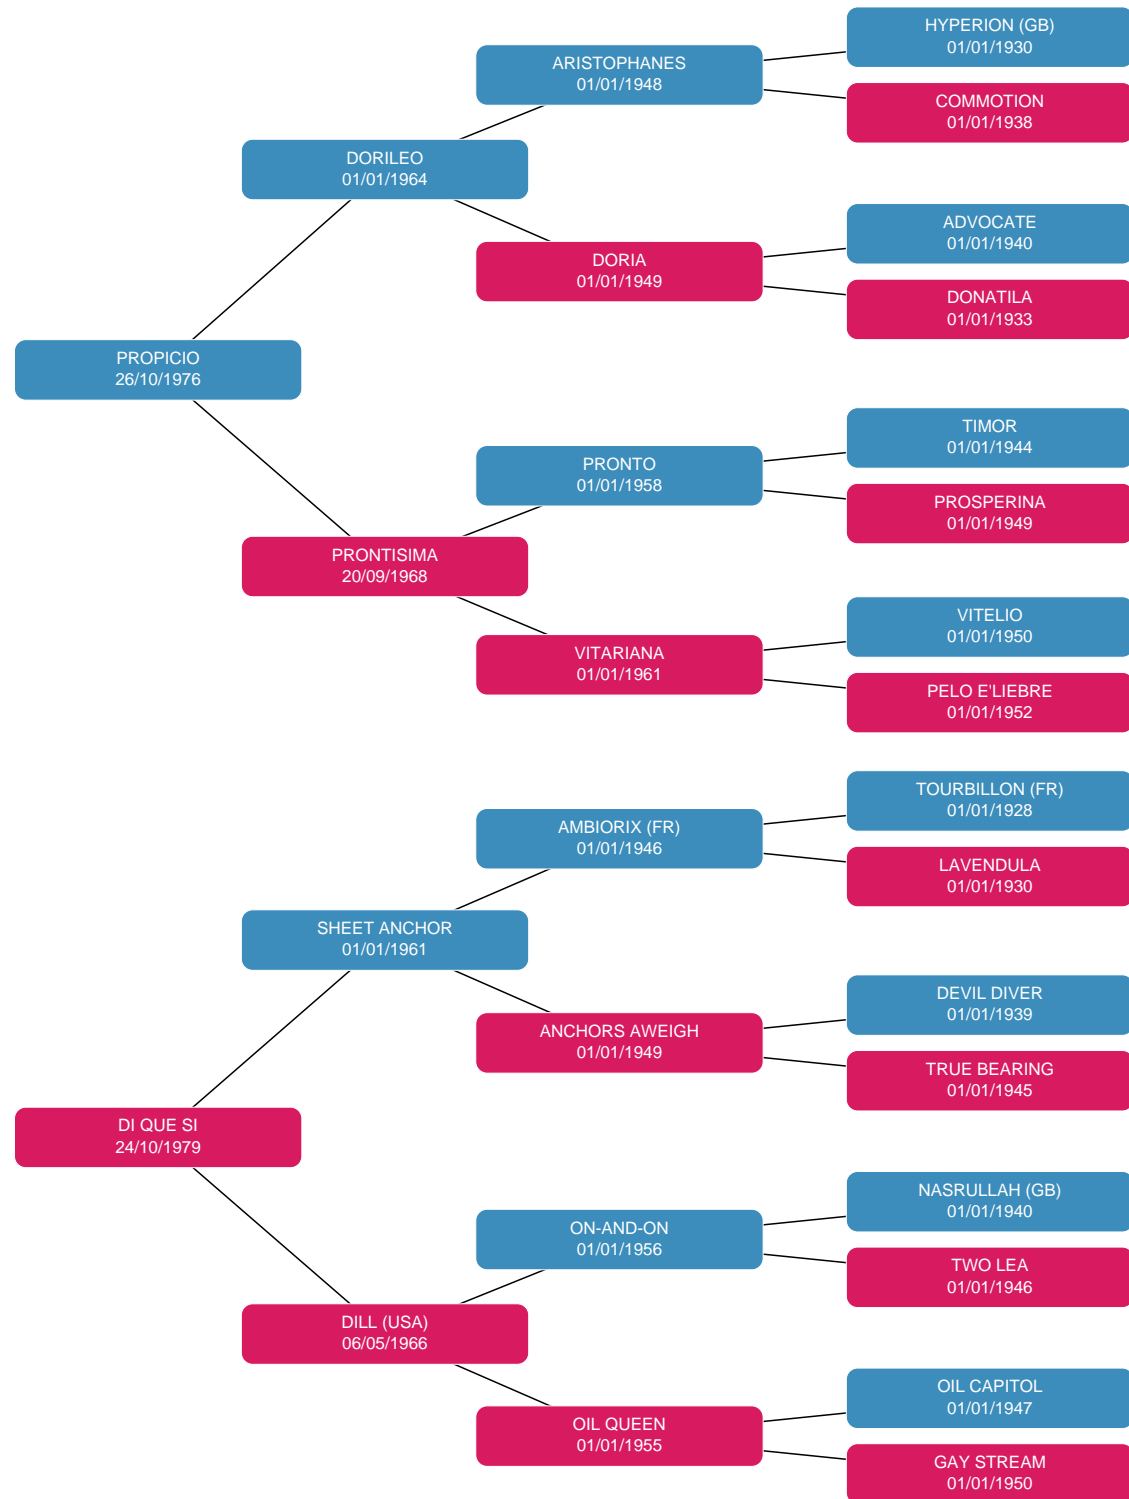 HYPERION (GB)
01/01/1930
ARISTOPHANES
01/01/1948
COMMOTION
01/01/1938
DORILEO
01/01/1964
ADVOCATE
01/01/1940
DORIA
01/01/1949
DONATILA
01/01/1933
PROPICIO
26/10/1976
TIMOR
01/01/1944
PRONTO
01/01/1958
PROSPERINA
01/01/1949
PRONTISIMA
20/09/1968
VITELIO
01/01/1950
VITARIANA
01/01/1961
PELO E'LIEBRE
01/01/1952
TOURBILLON (FR)
01/01/1928
AMBIORIX (FR)
01/01/1946
LAVENDULA
01/01/1930
SHEET ANCHOR
01/01/1961
DEVIL DIVER
01/01/1939
ANCHORS AWEIGH
01/01/1949
TRUE BEARING
01/01/1945
DI QUE SI
24/10/1979
NASRULLAH (GB)
01/01/1940
ON-AND-ON
01/01/1956
TWO LEA
01/01/1946
DILL (USA)
06/05/1966
OIL CAPITOL
01/01/1947
OIL QUEEN
01/01/1955
GAY STREAM
01/01/1950